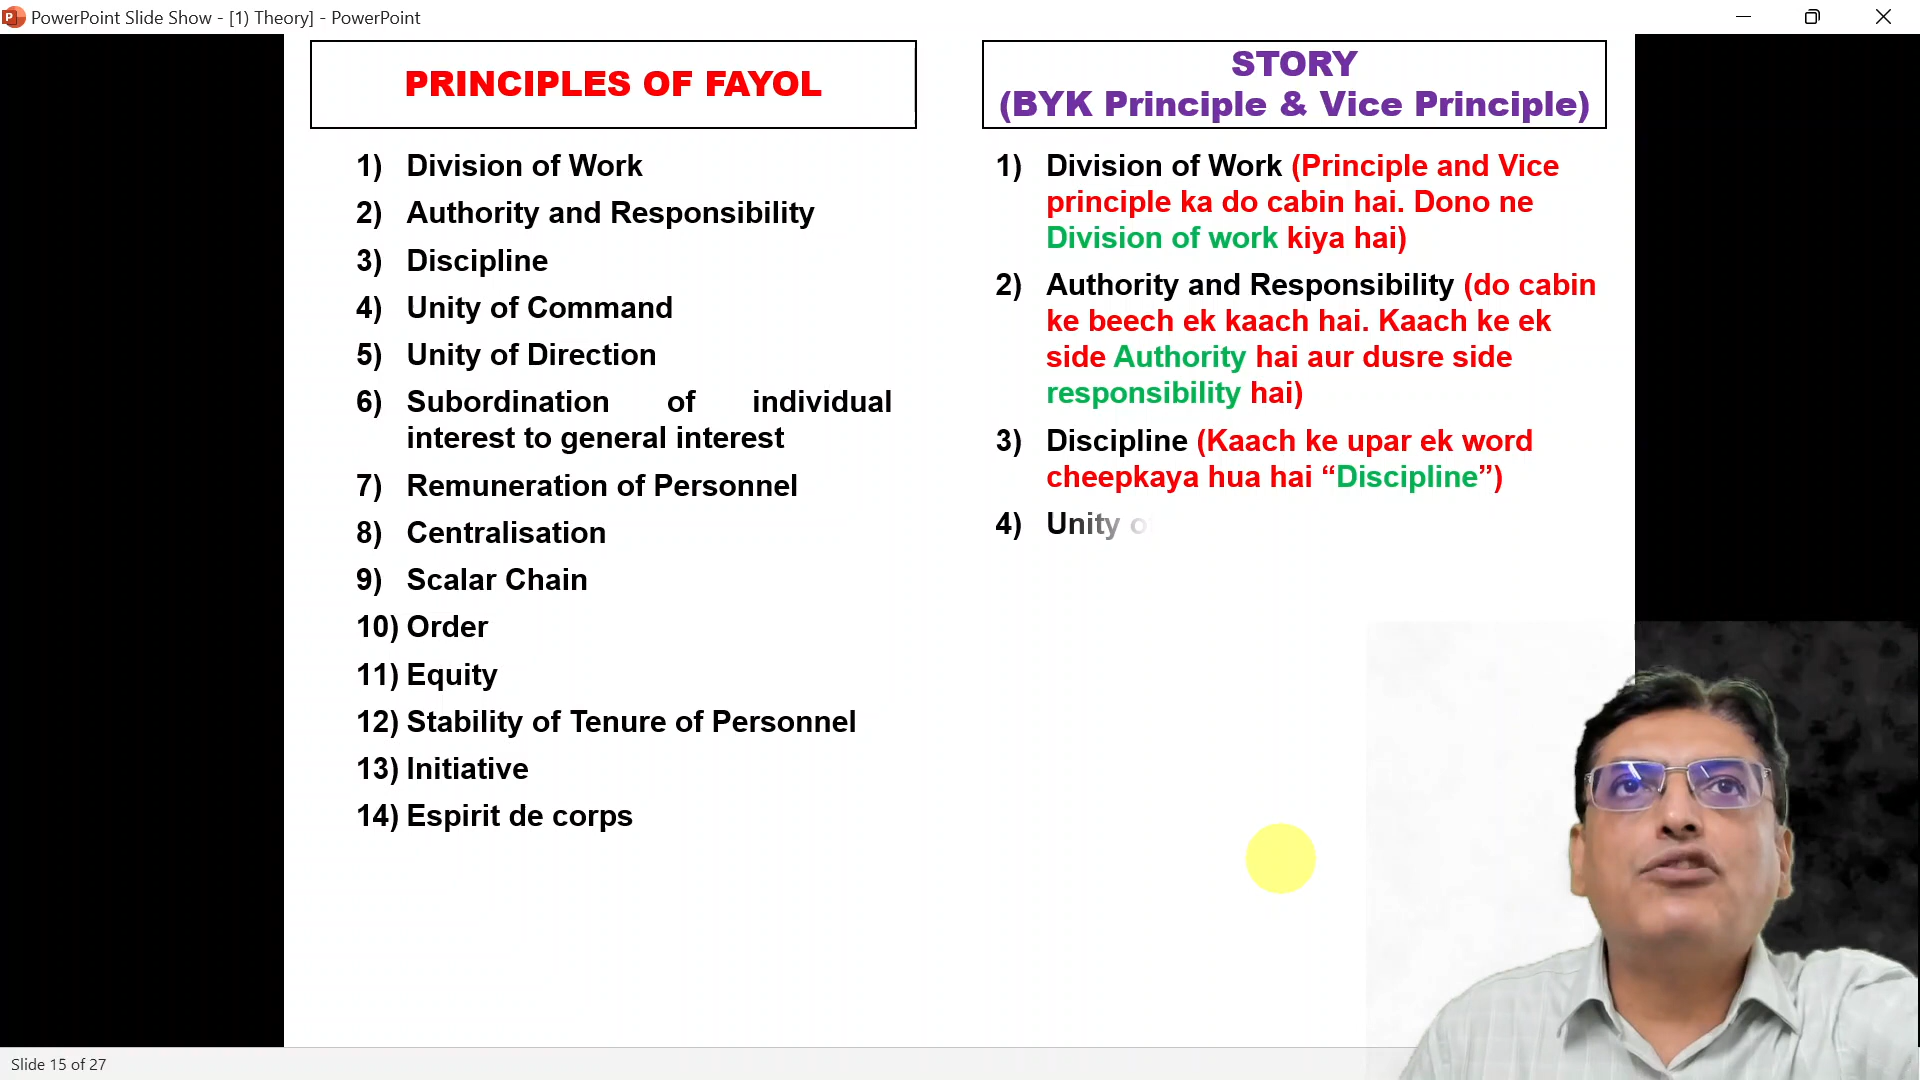 PowerPoint Slide Show - [1) Theory] - PowerPoint
PRINCIPLES OF FAYOL
1) Division of Work
2) Authority and Responsibility
3) Discipline
4) Unity of Command
5) Unity of Direction
6) Subordination of individual
interest to general interest
7) Remuneration of Personnel
8) Centralisation
9) Scalar Chain
10) Order
11) Equity
12) Stability of Tenure of Personnel
13) Initiative
14) Espirit de corps
STORY
(BYK Principle & Vice Principle)
1) Division of Work (Principle and Vice
principle ka do cabin hai. Dono ne
Division of work kiya hai)
2) Authority and Responsibility (do cabin
ke beech ek kaach hai. Kaach ke ek
side Authority hai aur dusre side
responsibility hai)
3) Discipline (Kaach ke upar ek word
cheepkaya hua hai “Discipline”)
4) Unity o
Slide 15 of 27